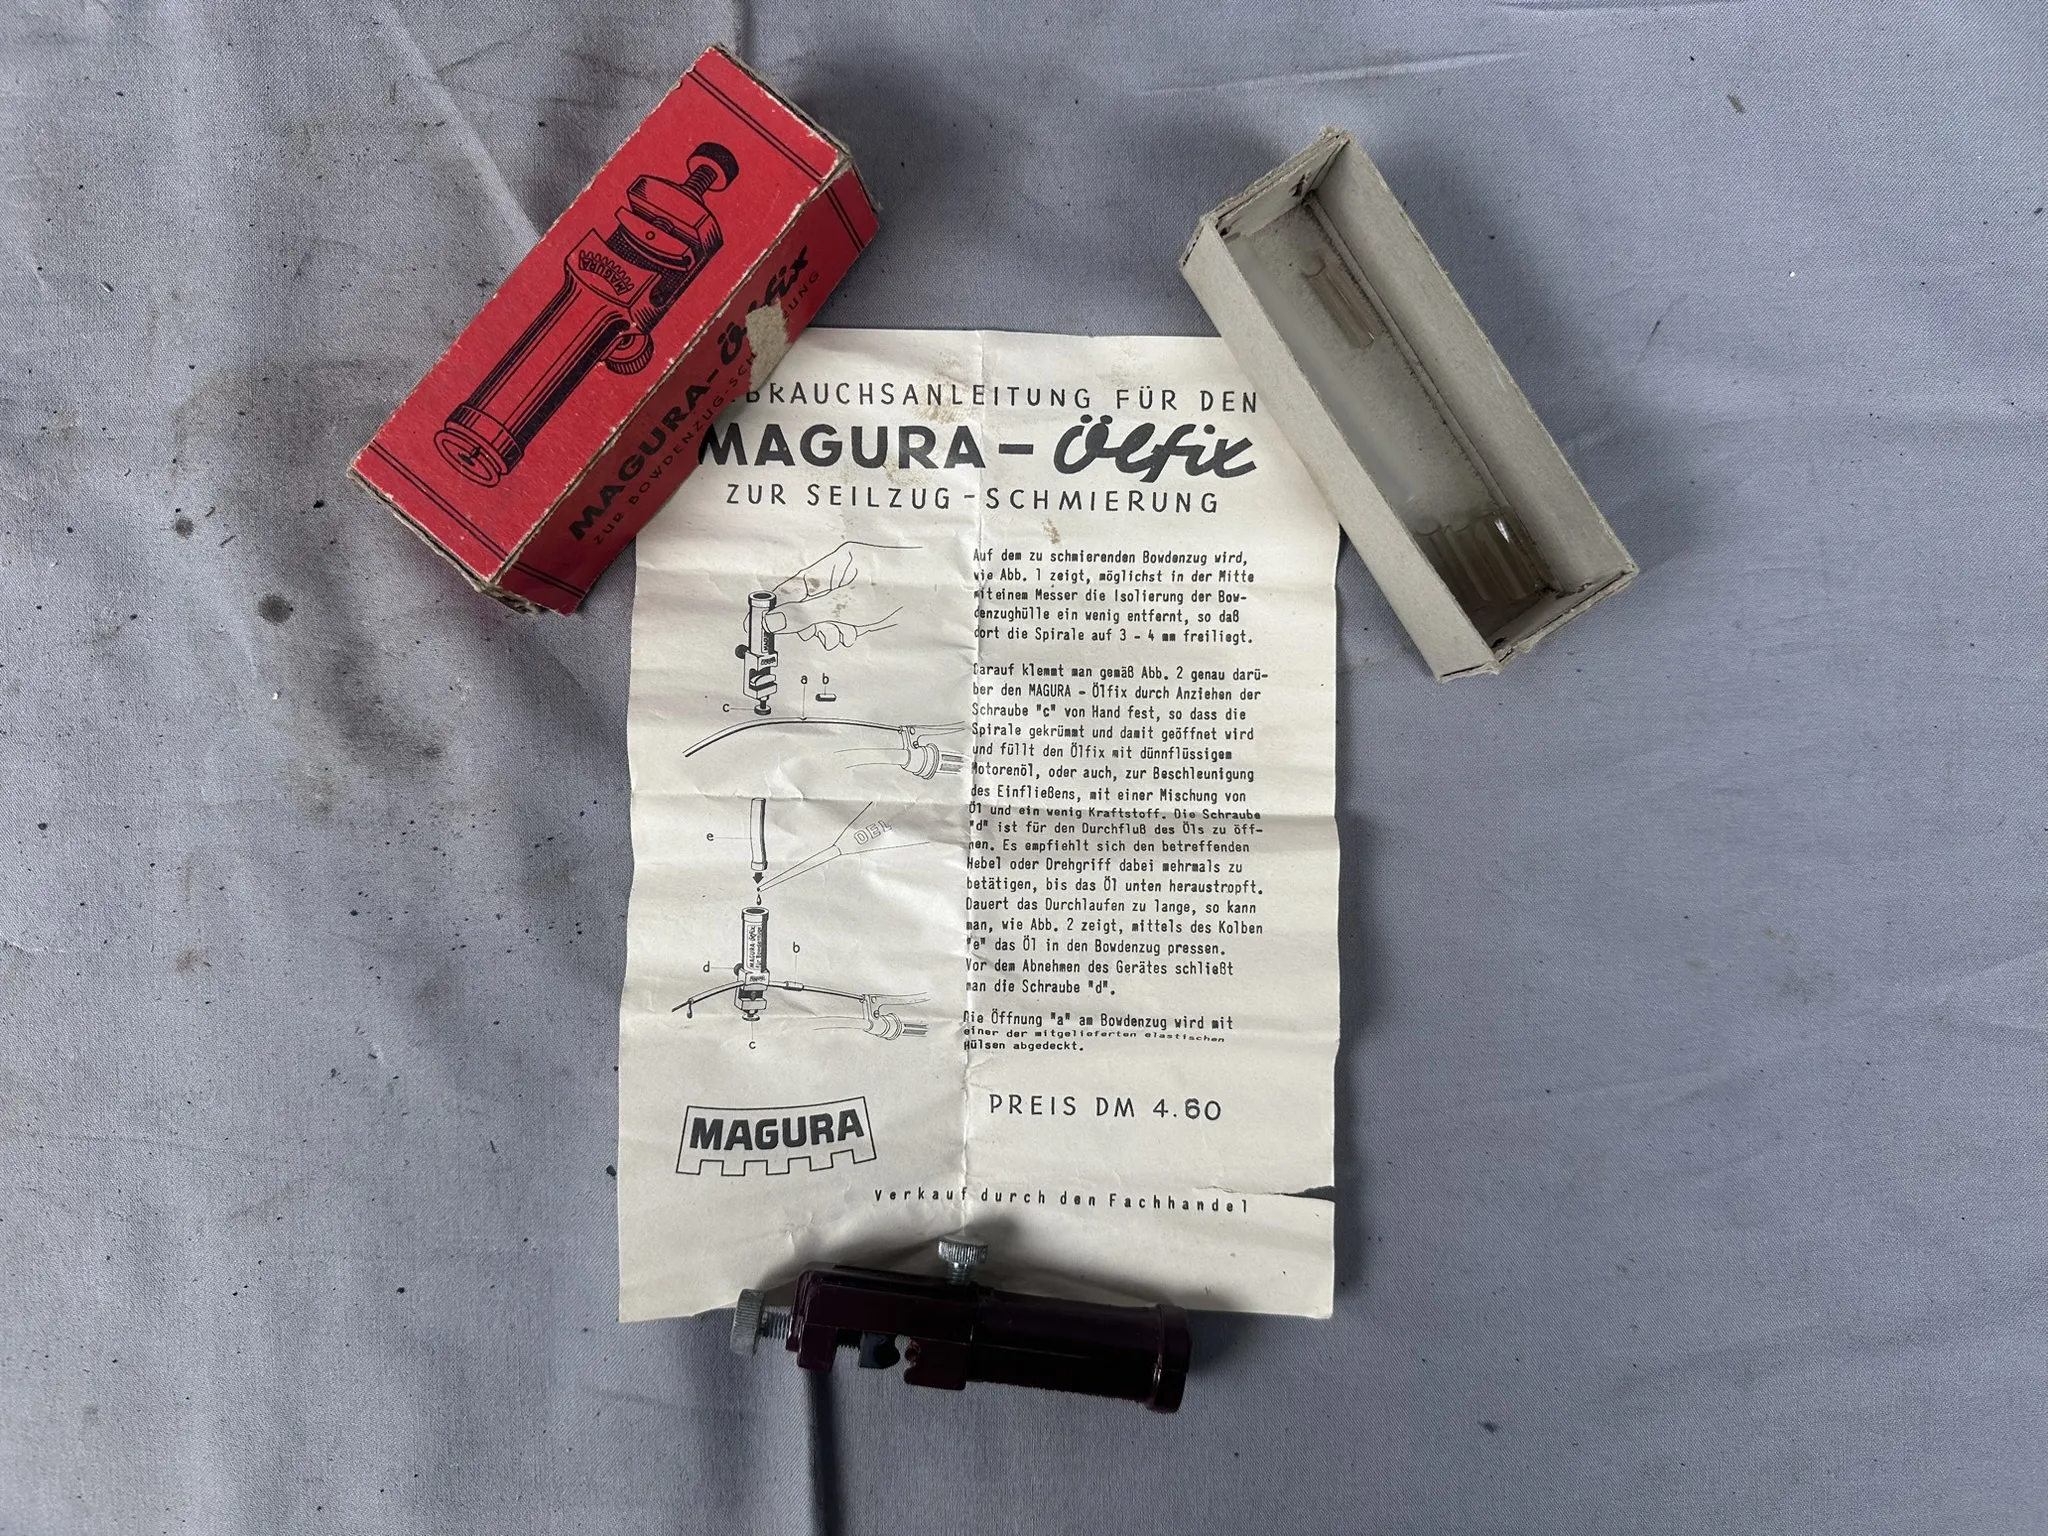 MAGURA
MAGURA-Ölfix
ZUR BOWDENZUG-SCH ZUNG
BRAUCHSANLEITUNG FÜR DEN
MAGURA-Ölfix
ZUR SEILZUG-SCHMIERUNG
Auf dem zu schmierenden Bowdenzug wird,
wie Abb. 1 zeigt, möglichst in der Mitte
miteinem Messer die Isolierung der Bow-
denzughülle ein wenig entfernt, so daß
dort die Spirale auf 3 - 4 mm freiliegt.
Darauf klemmt man gemäß Abb. 2 genau darü-
ber den MAGURA - Ölfix durch Anziehen der
Schraube "c" von Hand fest, so dass die
Spirale gekrümmt und damit geöffnet wird
und füllt den Ölfix mit dünnflüssigem
Motorenöl, oder auch, zur Beschleunigung
des Einfließens, mit einer Mischung von
Öl und ein wenig Kraftstoff. Die Schraube
"d" ist für den Durchfluß des Öls zu öff-
nen. Es empfiehlt sich den betreffenden
Hebel oder Drehgriff dabei mehrmals zu
betätigen, bis das Öl unten heraustropft.
Dauert das Durchlaufen zu lange, so kann
man, wie Abb. 2 zeigt, mittels des Kolben
"e" das Öl in den Bowdenzug pressen.
Vor dem Abnehmen des Gerätes schließt
man die Schraube "d".
Die Öffnung "a" am Bowdenzug wird mit
einer der mitgelieferten elastischen
Hülsen abgedeckt.
a b
c
e
OEL
MAGURA-Ölfix
b
d
c
MAGURA
PREIS DM 4.60
Verkauf durch den Fachhandel